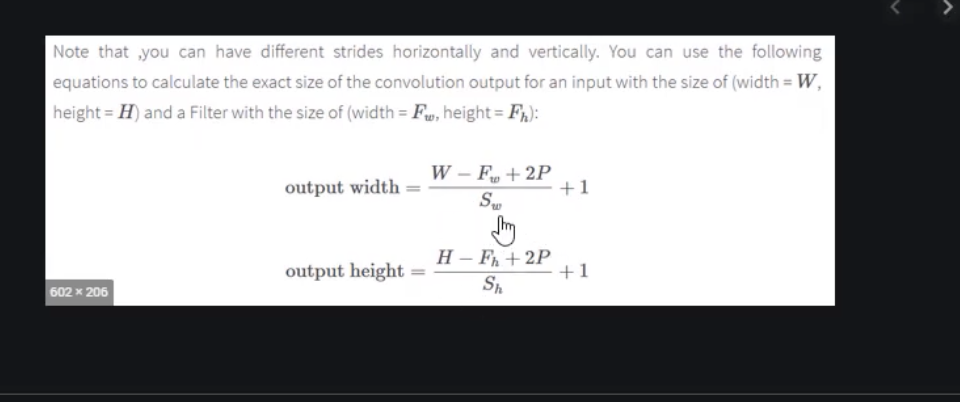 Note that ,you can have different strides horizontally and vertically. You can use the following
equations to calculate the exact size of the convolution output for an input with the size of (width = W,
height = H) and a Filter with the size of (width = F_w, height = F_h):
output width = \frac{W - F_w + 2P}{S_w} + 1
output height = \frac{H - F_h + 2P}{S_h} + 1
602 × 206